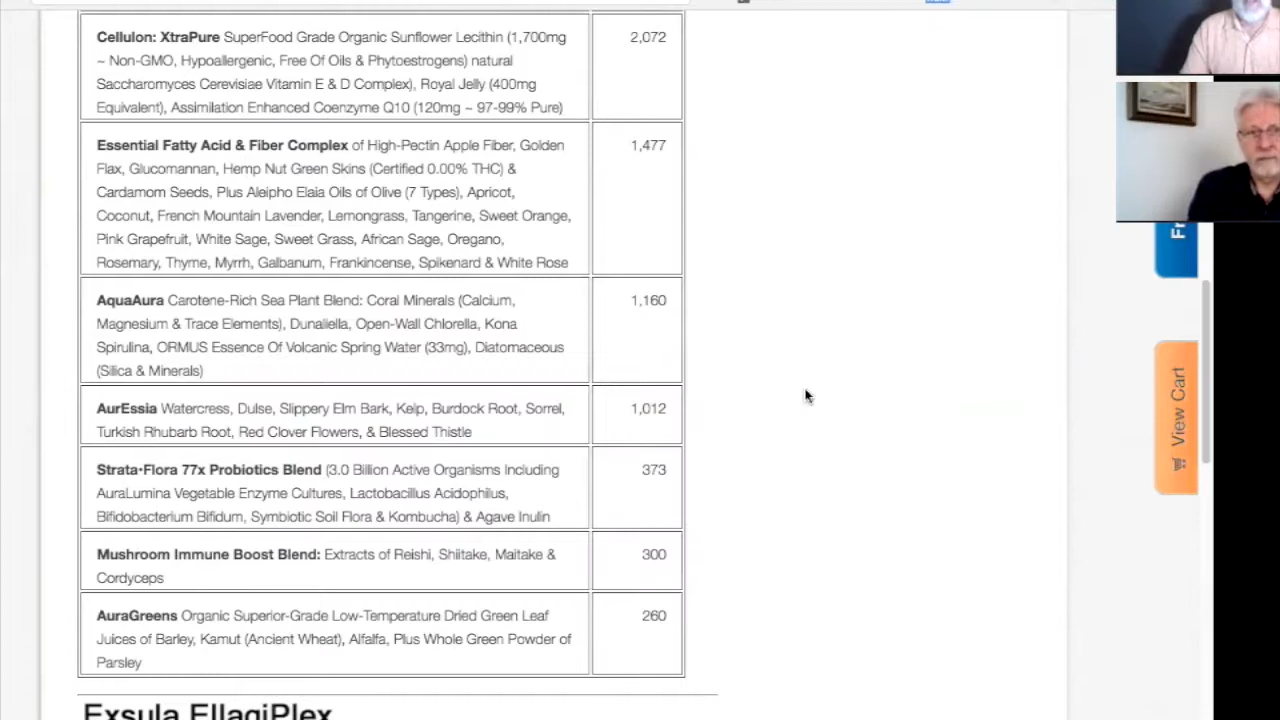 Cellulon: XtraPure SuperFood Grade Organic Sunflower Lecithin (1,700mg
~ Non-GMO, Hypoallergenic, Free Of Oils & Phytoestrogens) natural
Saccharomyces Cerevisiae Vitamin E & D Complex), Royal Jelly (400mg
Equivalent), Assimilation Enhanced Coenzyme Q10 (120mg ~ 97-99% Pure)
2,072
Essential Fatty Acid & Fiber Complex of High-Pectin Apple Fiber, Golden
Flax, Glucomannan, Hemp Nut Green Skins (Certified 0.00% THC) &
Cardamom Seeds, Plus Aleipho Elaia Oils of Olive (7 Types), Apricot,
Coconut, French Mountain Lavender, Lemongrass, Tangerine, Sweet Orange,
Pink Grapefruit, White Sage, Sweet Grass, African Sage, Oregano,
Rosemary, Thyme, Myrrh, Galbanum, Frankincense, Spikenard & White Rose
1,477
AquaAura Carotene-Rich Sea Plant Blend: Coral Minerals (Calcium,
Magnesium & Trace Elements), Dunaliella, Open-Wall Chlorella, Kona
Spirulina, ORMUS Essence Of Volcanic Spring Water (33mg), Diatomaceous
(Silica & Minerals)
1,160
AurEssia Watercress, Dulse, Slippery Elm Bark, Kelp, Burdock Root, Sorrel,
Turkish Rhubarb Root, Red Clover Flowers, & Blessed Thistle
1,012
Strata•Flora 77x Probiotics Blend (3.0 Billion Active Organisms Including
AuraLumina Vegetable Enzyme Cultures, Lactobacillus Acidophilus,
Bifidobacterium Bifidum, Symbiotic Soil Flora & Kombucha) & Agave Inulin
373
Mushroom Immune Boost Blend: Extracts of Reishi, Shiitake, Maitake &
Cordyceps
300
AuraGreens Organic Superior-Grade Low-Temperature Dried Green Leaf
Juices of Barley, Kamut (Ancient Wheat), Alfalfa, Plus Whole Green Powder of
Parsley
260
Exsula EllagiPlex
Fr
View Cart